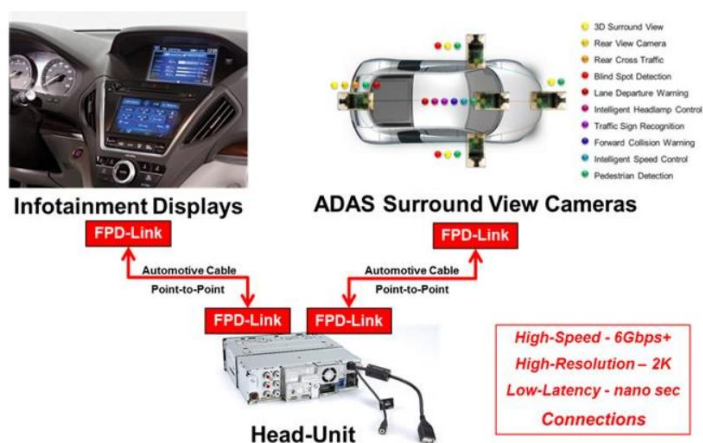 3D Surround View
Rear View Camera
Rear Cross Traffic
Blind Spot Detection
Lane Departure Warning
Intelligent Headlamp Control
Traffic Sign Recognition
Forward Collision Warning
Intelligent Speed Control
Pedestrian Detection
Infotainment Displays
ADAS Surround View Cameras
FPD-Link
FPD-Link
Automotive Cable
Point-to-Point
Automotive Cable
Point-to-Point
FPD-Link
FPD-Link
High-Speed - 6Gbps+
High-Resolution – 2K
Low-Latency - nano sec
Connections
Head-Unit